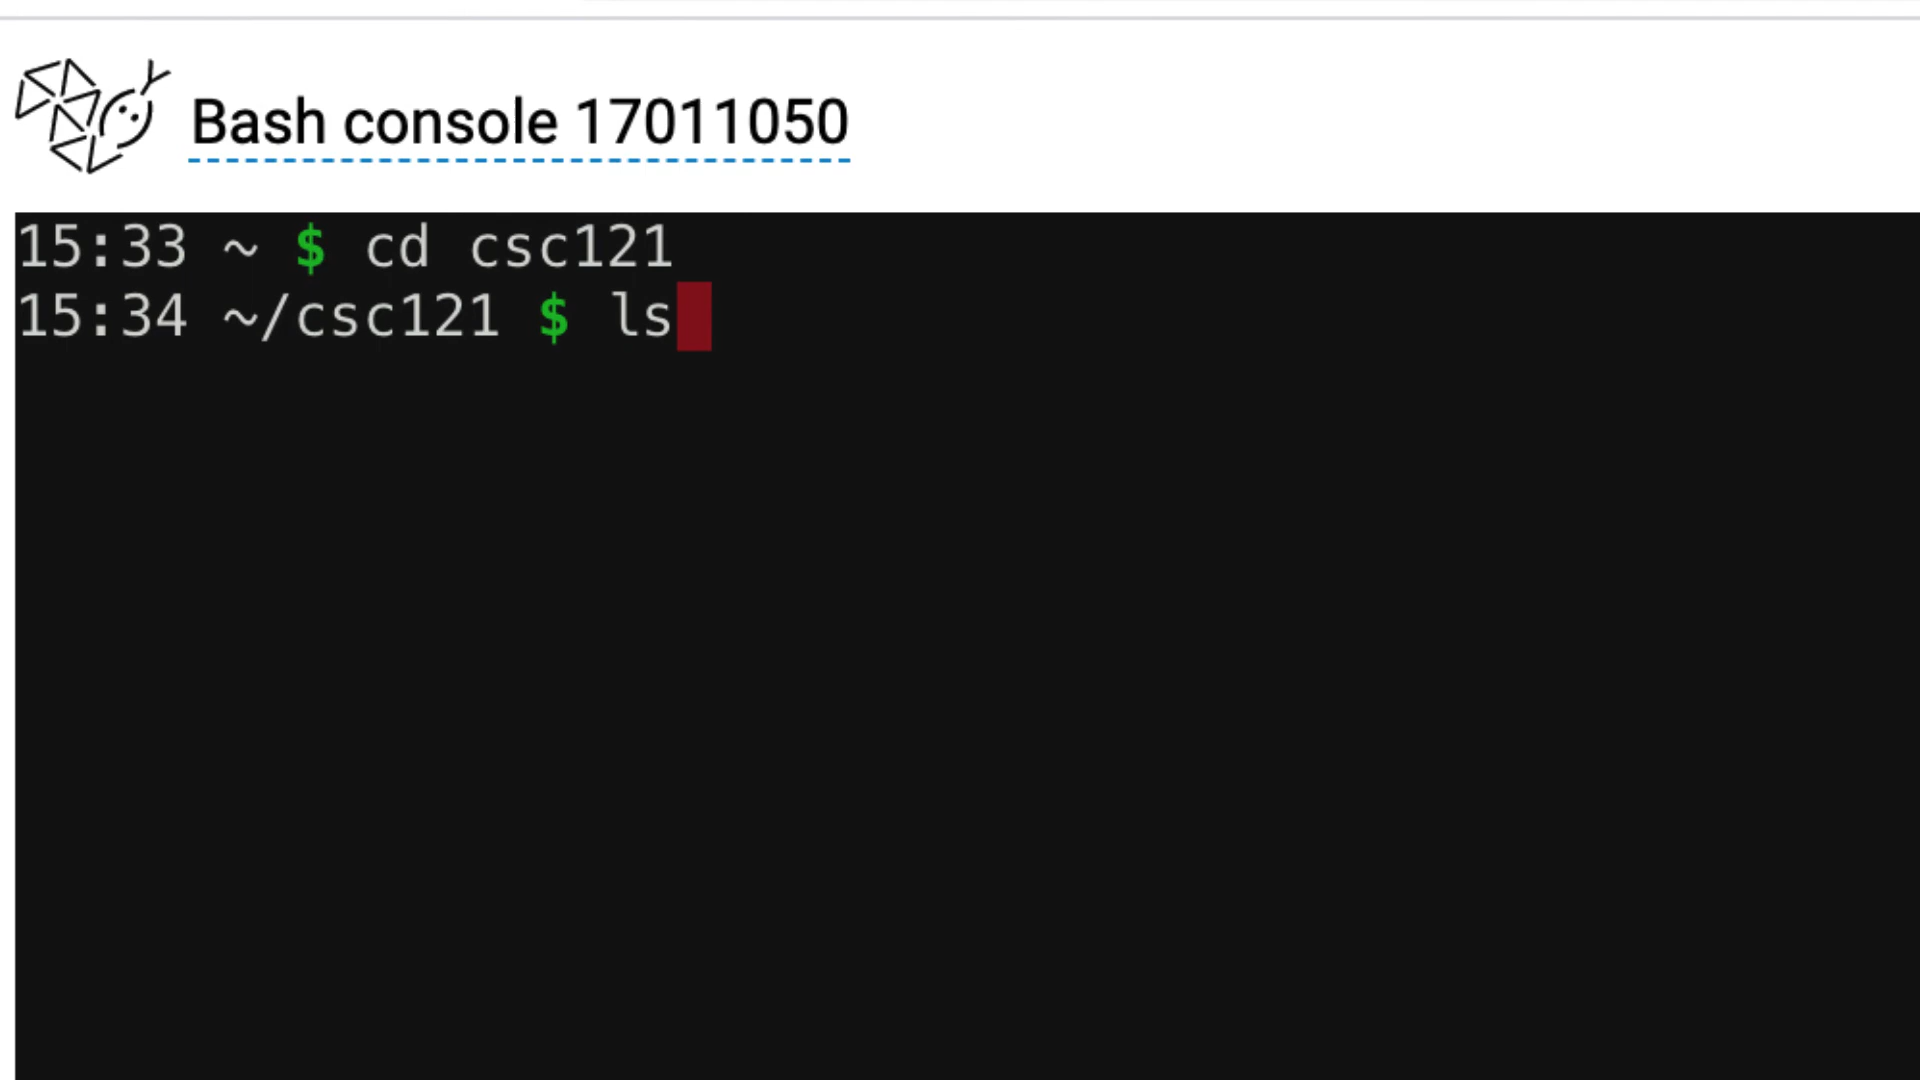 Bash console 17011050
15:33 ~ $ cd csc121
15:34 ~/csc121 $ ls